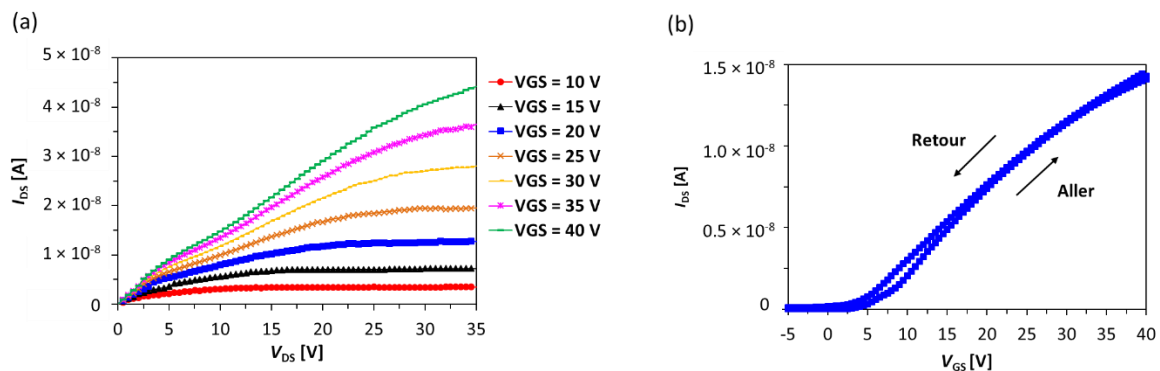 (a)
5 × 10⁻⁸
4 × 10⁻⁸
3 × 10⁻⁸
2 × 10⁻⁸
1 × 10⁻⁸
0
I_DS [A]
0 5 10 15 20 25 30 35
V_DS [V]
VGS = 10 V
VGS = 15 V
VGS = 20 V
VGS = 25 V
VGS = 30 V
VGS = 35 V
VGS = 40 V
(b)
1.5 × 10⁻⁸
1.0 × 10⁻⁸
5 × 10⁻⁸
0
I_DS [A]
Retour
Aller
-5 0 5 10 15 20 25 30 35 40
V_GS [V]